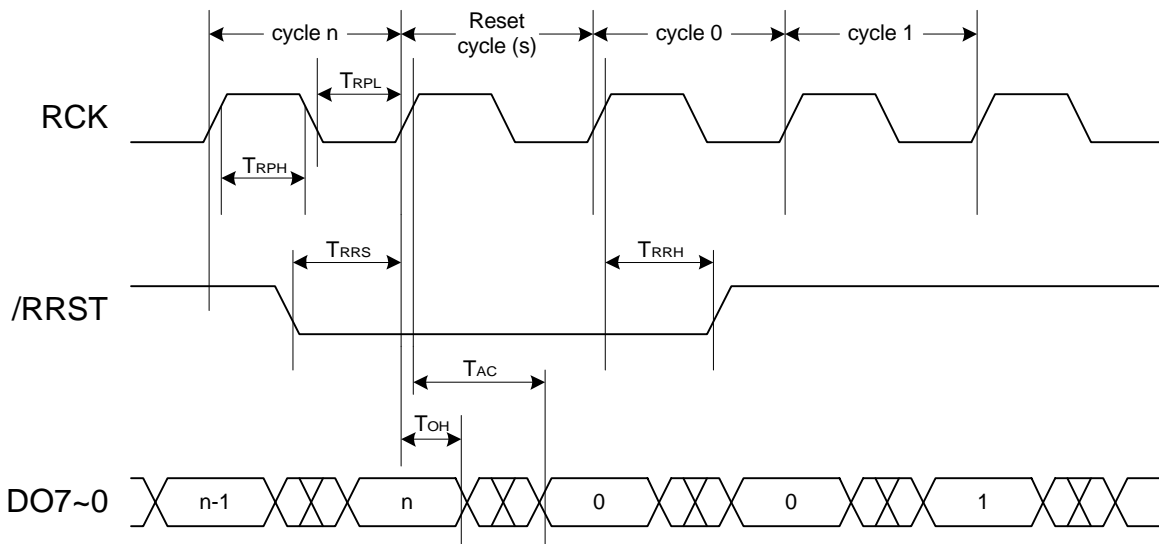 cycle n
Reset
cycle (s)
cycle 0
cycle 1
TRPL
RCK
TRPH
TRRS
TRRH
/RRST
TAC
TOH
DO7~0
n-1
n
0
0
1